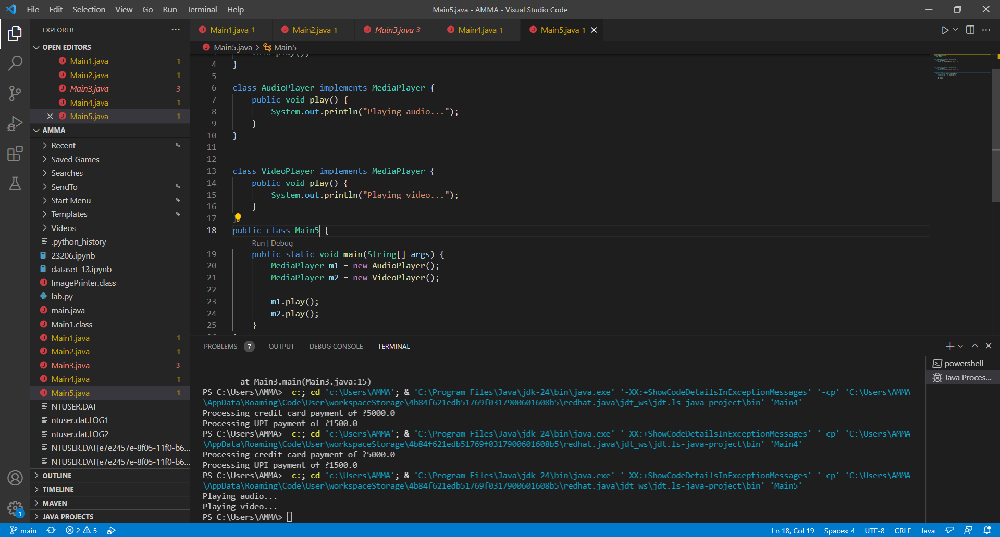 File Edit Selection View Go Run Terminal Help
Main5.java - AMMA - Visual Studio Code
EXPLORER
OPEN EDITORS
Main1.java 1
Main2.java 1
Main3.java 3
Main4.java 1
Main5.java 1
AMMA
Recent
Saved Games
Searches
SendTo
Start Menu
Templates
Videos
.python_history
23206.ipynb
dataset_13.ipynb
ImagePrinter.class
lab.py
main.java
Main1.class
Main1.java 1
Main2.java 1
Main3.java 3
Main4.java 1
Main5.java 1
NTUSER.DAT
ntuser.dat.LOG1
ntuser.dat.LOG2
NTUSER.DAT{e7e2457e-8f05-11f0-b6...
NTUSER.DAT{e7e2457e-8f05-11f0-b6...
OUTLINE
TIMELINE
MAVEN
JAVA PROJECTS
Main1.java 1 Main2.java 1 Main3.java 3 Main4.java 1 Main5.java 1
Main5.java > Main5
4 }
5
6 class AudioPlayer implements MediaPlayer {
7 public void play() {
8 System.out.println("Playing audio...");
9 }
10 }
11
12
13 class VideoPlayer implements MediaPlayer {
14 public void play() {
15 System.out.println("Playing video...");
16 }
17
18 public class Main5 {
Run | Debug
19 public static void main(String[] args) {
20 MediaPlayer m1 = new AudioPlayer();
21 MediaPlayer m2 = new VideoPlayer();
22
23 m1.play();
24 m2.play();
25 }
PROBLEMS 7 OUTPUT DEBUG CONSOLE TERMINAL
at Main3.main(Main3.java:15)
PS C:\Users\AMMA> c:; cd 'c:\Users\AMMA'; & 'C:\Program Files\Java\jdk-24\bin\java.exe' '-XX:+ShowCodeDetailsInExceptionMessages' '-cp' 'C:\Users\AMMA
\AppData\Roaming\Code\User\workspaceStorage\4b84f621edb51769f0317900601608b5\redhat.java\jdt_ws\jdt.ls-java-project\bin' 'Main4'
Processing credit card payment of ?5000.0
Processing UPI payment of ?1500.0
PS C:\Users\AMMA> c:; cd 'c:\Users\AMMA'; & 'C:\Program Files\Java\jdk-24\bin\java.exe' '-XX:+ShowCodeDetailsInExceptionMessages' '-cp' 'C:\Users\AMMA
\AppData\Roaming\Code\User\workspaceStorage\4b84f621edb51769f0317900601608b5\redhat.java\jdt_ws\jdt.ls-java-project\bin' 'Main4'
Processing credit card payment of ?5000.0
Processing UPI payment of ?1500.0
PS C:\Users\AMMA> c:; cd 'c:\Users\AMMA'; & 'C:\Program Files\Java\jdk-24\bin\java.exe' '-XX:+ShowCodeDetailsInExceptionMessages' '-cp' 'C:\Users\AMMA
\AppData\Roaming\Code\User\workspaceStorage\4b84f621edb51769f0317900601608b5\redhat.java\jdt_ws\jdt.ls-java-project\bin' 'Main5'
Playing audio...
Playing video...
PS C:\Users\AMMA>
powershell
Java Proces...
1
main 2 5
Ln 18, Col 19 Spaces: 4 UTF-8 CRLF Java